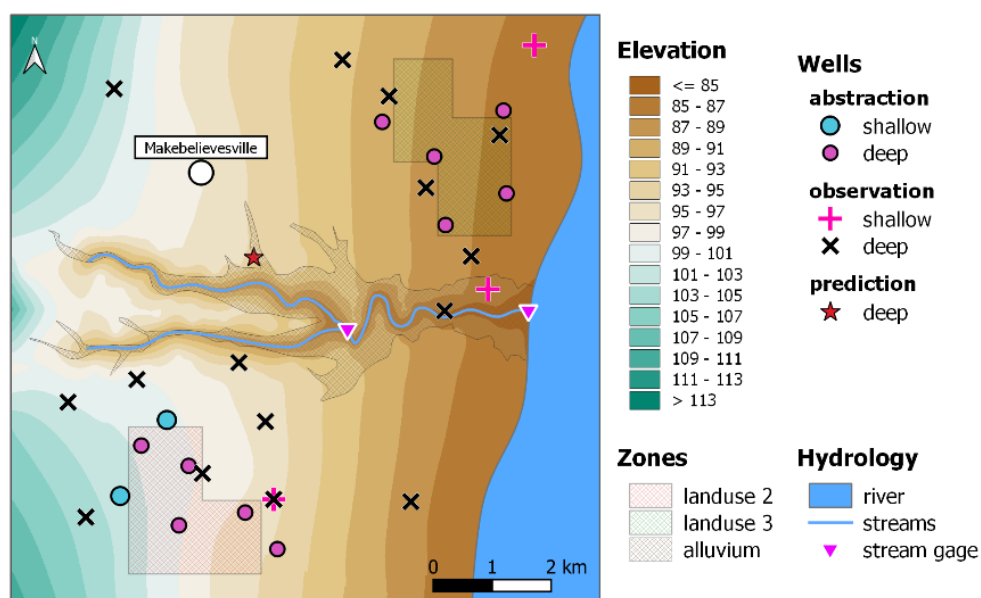 N
Makebelievesville
0 1 2 km
Elevation
<= 85
85 - 87
87 - 89
89 - 91
91 - 93
93 - 95
95 - 97
97 - 99
99 - 101
101 - 103
103 - 105
105 - 107
107 - 109
109 - 111
111 - 113
> 113
Wells
abstraction
shallow
deep
observation
shallow
deep
prediction
deep
Zones
landuse 2
landuse 3
alluvium
Hydrology
river
streams
stream gage